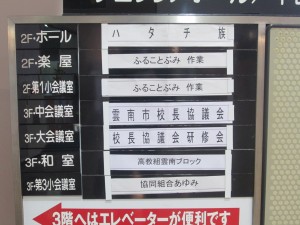 2F・ホール ハタチ族
2F・楽屋 ふることぶみ 作業
2F・第1小会議室 ふることぶみ 作業
3F・中会議室 雲南市校長協議会
3F・大会議室 校長協議会研修会
3F・和室 高教組雲南ブロック
3F・第3小会議室 協同組合あゆみ
3階へはエレベーターが便利です